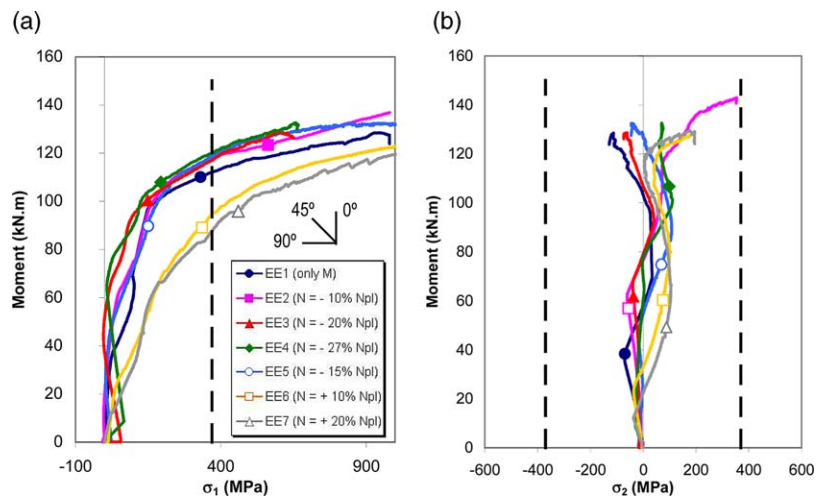 (a)
160
140
120
100
80
60
40
20
0
Moment (kN.m)
-100
400
900
σ1 (MPa)
45º
0º
90º
EE1 (only M)
EE2 (N = - 10% Npl)
EE3 (N = - 20% Npl)
EE4 (N = - 27% Npl)
EE5 (N = - 15% Npl)
EE6 (N = + 10% Npl)
EE7 (N = + 20% Npl)
(b)
160
140
120
100
80
60
40
20
0
Moment (kN.m)
-600
-400
-200
0
200
400
600
σ2 (MPa)